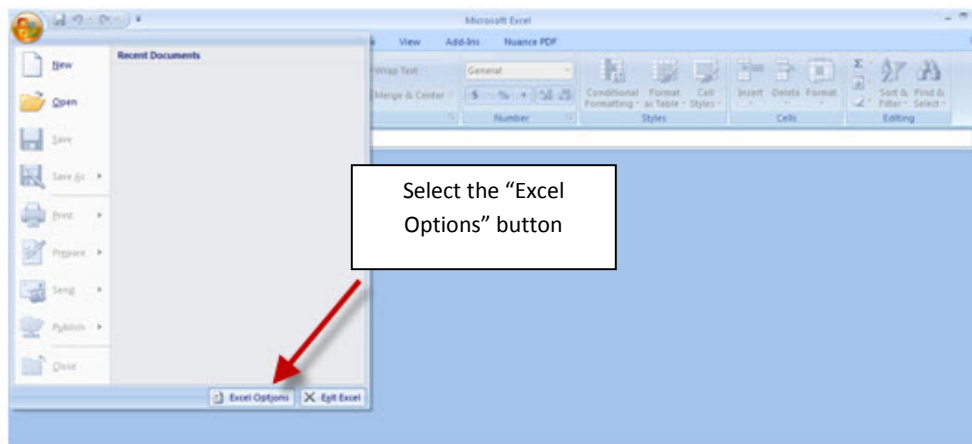 Microsoft Excel
View Add-Ins Nuance PDF
New
Open
Save
Save As
Print
Prepare
Send
Publish
Close
Recent Documents
Wrap Text
Merge & Center
General
$ %
Number
Conditional Formatting
Format as Table
Cell Styles
Styles
Insert Delete Format
Cells
Σ
Sort & Filter
Find & Select
Editing
Select the “Excel
Options” button
Excel Options
Exit Excel